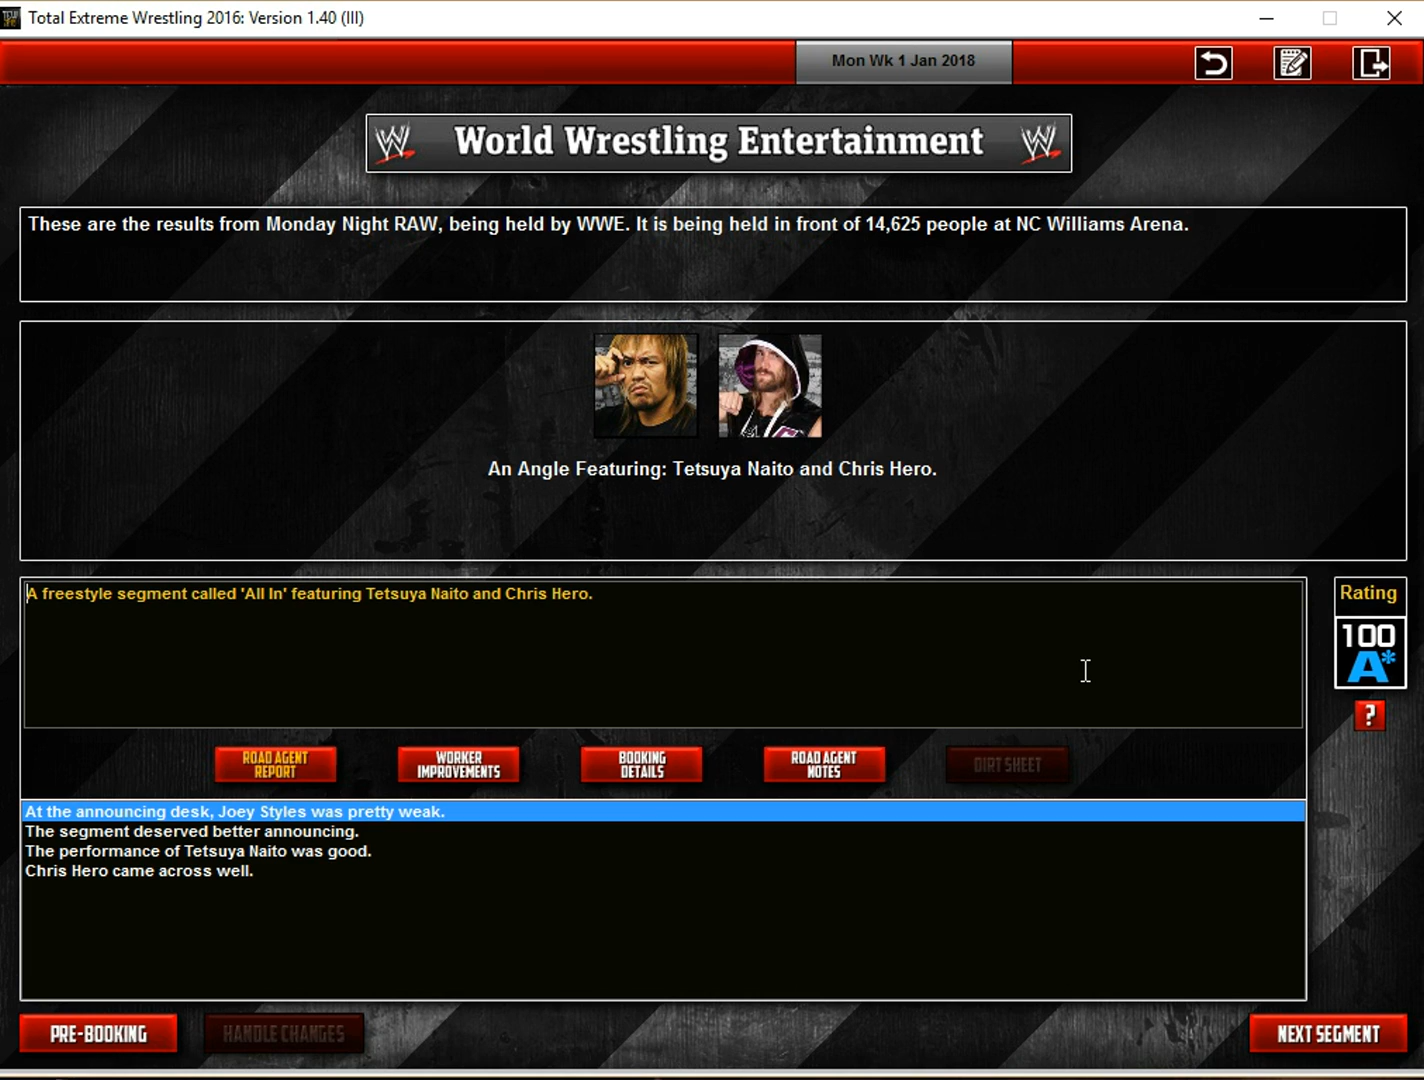 Total Extreme Wrestling 2016: Version 1.40 (III)
Mon Wk 1 Jan 2018
World Wrestling Entertainment
These are the results from Monday Night RAW, being held by WWE. It is being held in front of 14,625 people at NC Williams Arena.
An Angle Featuring: Tetsuya Naito and Chris Hero.
A freestyle segment called 'All In' featuring Tetsuya Naito and Chris Hero.
Rating
100
A*
?
ROAD AGENT REPORT
WORKER IMPROVEMENTS
BOOKING DETAILS
ROAD AGENT NOTES
DIRT SHEET
At the announcing desk, Joey Styles was pretty weak.
The segment deserved better announcing.
The performance of Tetsuya Naito was good.
Chris Hero came across well.
PRE-BOOKING
HANDLE CHANGES
NEXT SEGMENT